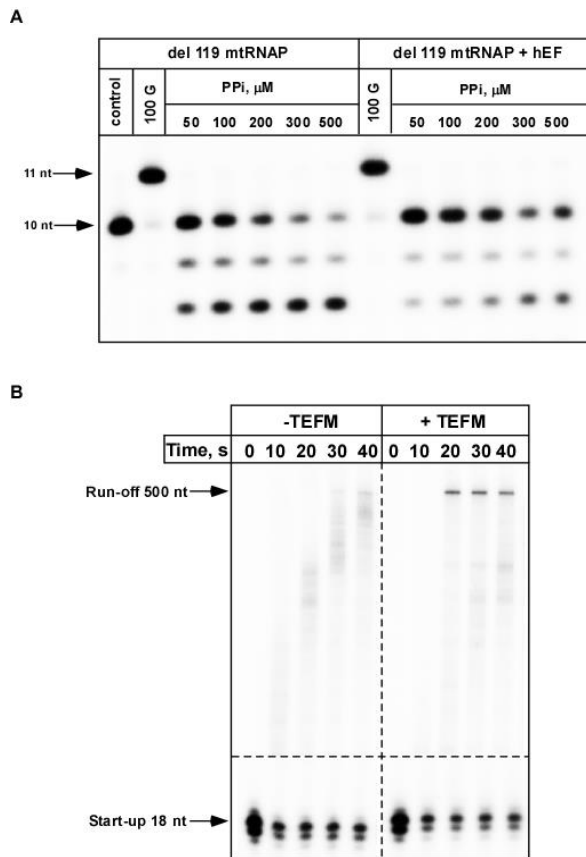 A
del 119 mtRNAP
del 119 mtRNAP + hEF
control
100 G
PPi, μM
50 100 200 300 500
100 G
PPi, μM
50 100 200 300 500
11 nt
10 nt
B
-TEFM
+ TEFM
Time, s
0 10 20 30 40
0 10 20 30 40
Run-off 500 nt
Start-up 18 nt